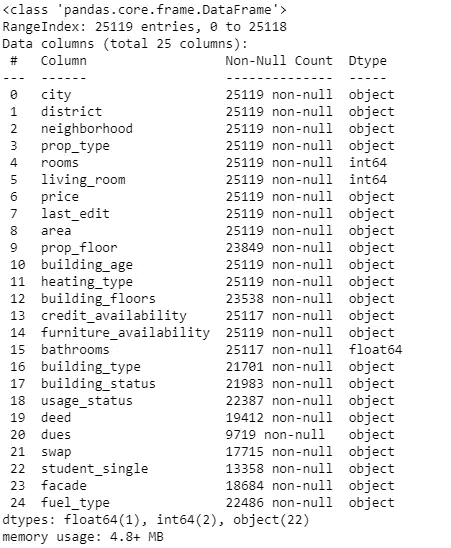 <class 'pandas.core.frame.DataFrame'>
RangeIndex: 25119 entries, 0 to 25118
Data columns (total 25 columns):
 #   Column                  Non-Null Count  Dtype
---  ------                  --------------  -----
 0   city                    25119 non-null  object
 1   district                25119 non-null  object
 2   neighborhood            25119 non-null  object
 3   prop_type               25119 non-null  object
 4   rooms                   25119 non-null  int64
 5   living_room             25119 non-null  int64
 6   price                   25119 non-null  object
 7   last_edit               25119 non-null  object
 8   area                    25119 non-null  object
 9   prop_floor              23849 non-null  object
 10  building_age            25119 non-null  object
 11  heating_type            25119 non-null  object
 12  building_floors         23538 non-null  object
 13  credit_availability     25117 non-null  object
 14  furniture_availability  25119 non-null  object
 15  bathrooms               25117 non-null  float64
 16  building_type           21701 non-null  object
 17  building_status         21983 non-null  object
 18  usage_status            22387 non-null  object
 19  deed                    19412 non-null  object
 20  dues                    9719 non-null   object
 21  swap                    17715 non-null  object
 22  student_single          13358 non-null  object
 23  facade                  18684 non-null  object
 24  fuel_type               22486 non-null  object
dtypes: float64(1), int64(2), object(22)
memory usage: 4.8+ MB